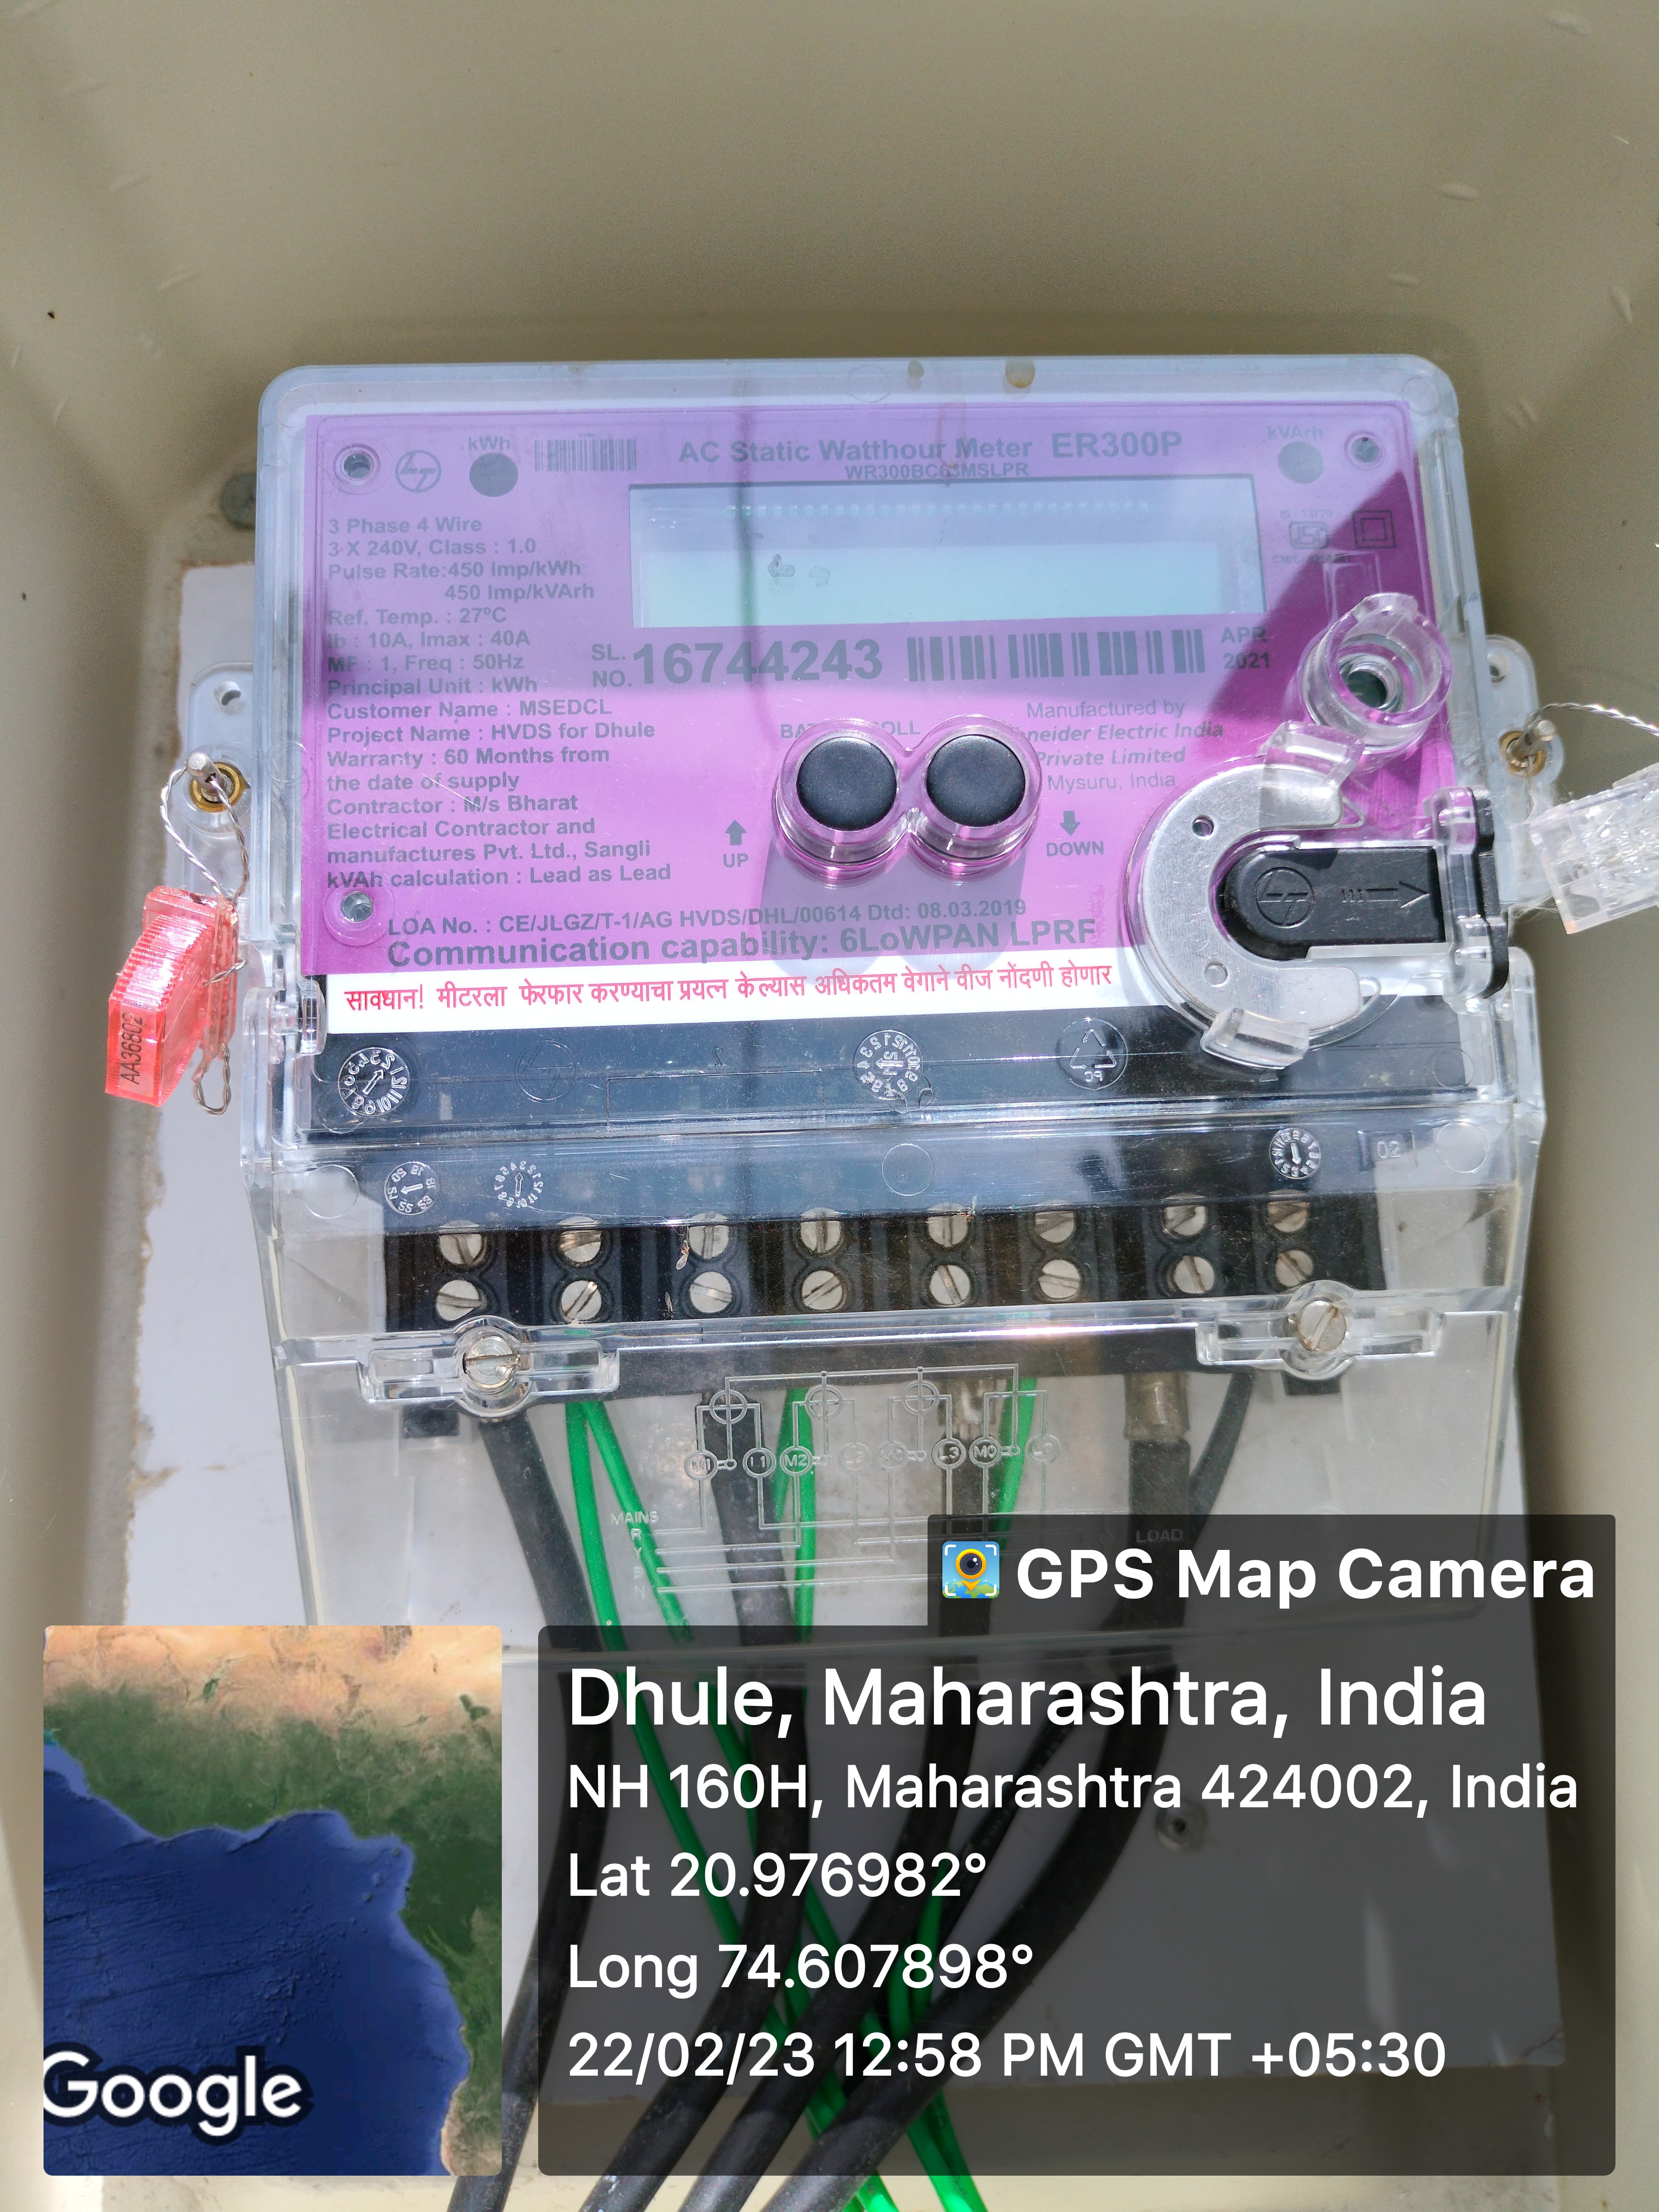 kWh
AC Static Watthour Meter ER300P
WR300BC63MSLPR
kVArh
3 Phase 4 Wire
3 X 240V, Class : 1.0
Pulse Rate:450 Imp/kWh
450 Imp/kVArh
Ref. Temp. : 27°C
Ib : 10A, Imax : 40A
MF : 1, Freq : 50Hz
Principal Unit : kWh
Customer Name : MSEDCL
Project Name : HVDS for Dhule
Warranty : 60 Months from
the date of supply
Contractor : M/s Bharat
Electrical Contractor and
manufactures Pvt. Ltd., Sangli
kVAh calculation : Lead as Lead
SL.
NO. 16744243
APR
2021
Manufactured by
Electric India
Private Limited
Mysuru, India
UP
DOWN
LOA No. : CE/JLGZ/T-1/AG HVDS/DHL/00614 Dtd: 08.03.2019
Communication capability: 6LoWPAN LPRF
सावधान! मीटरला फेरफार करण्याचा प्रयत्न केल्यास अधिकतम वेगाने वीज नोंदणी होणार
AA36802
PC
02
M1 L1 M2 L3
MAINS
R
Y
B
N
LOAD
GPS Map Camera
Dhule, Maharashtra, India
NH 160H, Maharashtra 424002, India
Lat 20.976982°
Long 74.607898°
22/02/23 12:58 PM GMT +05:30
Google